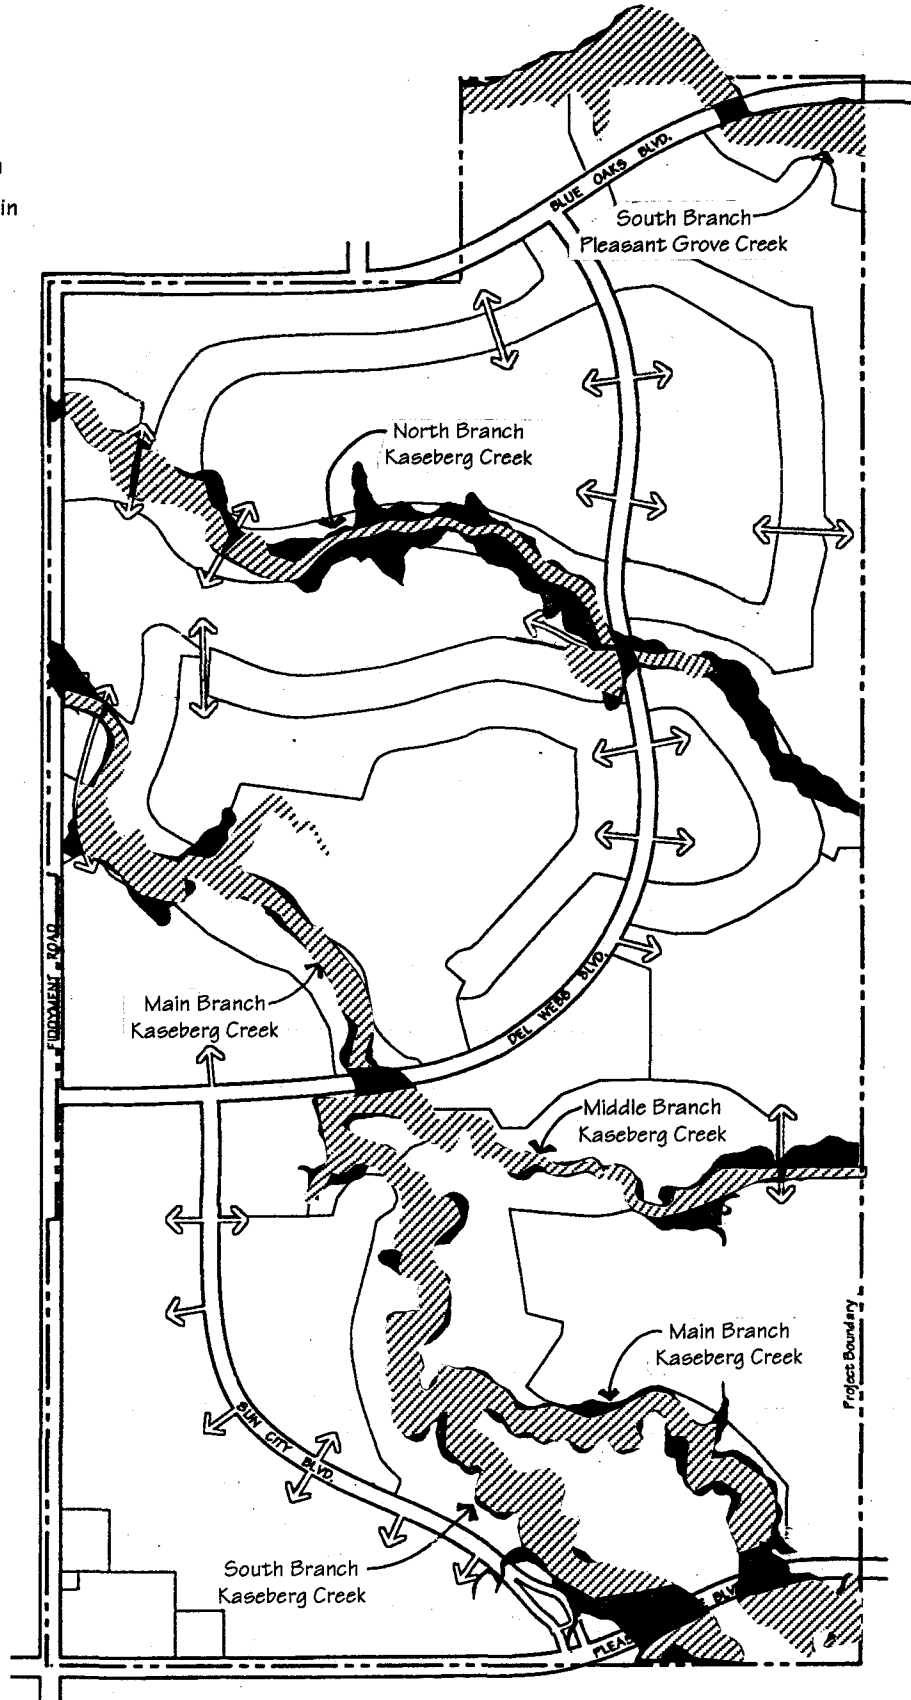 in
BLUE OAKS BLVD.
South Branch
Pleasant Grove Creek
North Branch
Kaseberg Creek
FIDDYMENT ROAD
Main Branch
Kaseberg Creek
DEL WEBB BLVD.
Middle Branch
Kaseberg Creek
Project Boundary
Main Branch
Kaseberg Creek
SUN CITY BLVD.
South Branch
Kaseberg Creek